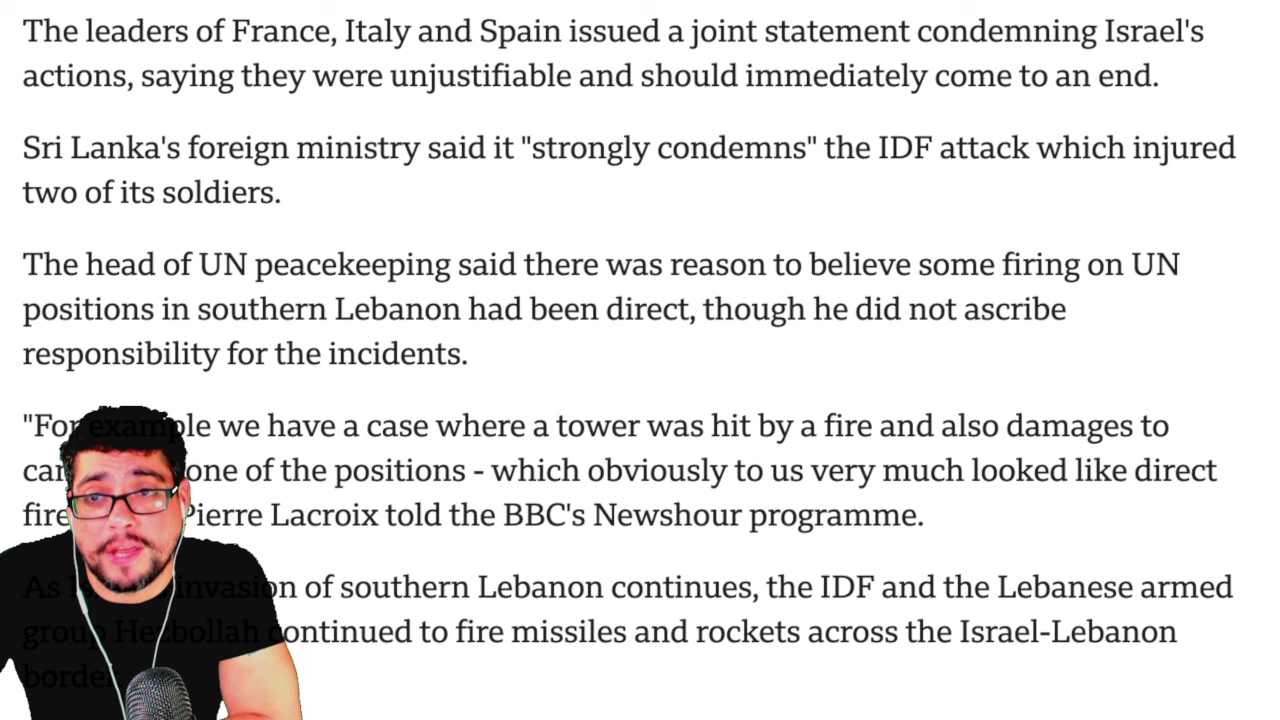 The leaders of France, Italy and Spain issued a joint statement condemning Israel's
actions, saying they were unjustifiable and should immediately come to an end.
Sri Lanka's foreign ministry said it "strongly condemns" the IDF attack which injured
two of its soldiers.
The head of UN peacekeeping said there was reason to believe some firing on UN
positions in southern Lebanon had been direct, though he did not ascribe
responsibility for the incidents.
"For example we have a case where a tower was hit by a fire and also damages to
one of the positions - which obviously to us very much looked like direct
Pierre Lacroix told the BBC's Newshour programme.
As invasion of southern Lebanon continues, the IDF and the Lebanese armed
group Hezbollah continued to fire missiles and rockets across the Israel-Lebanon